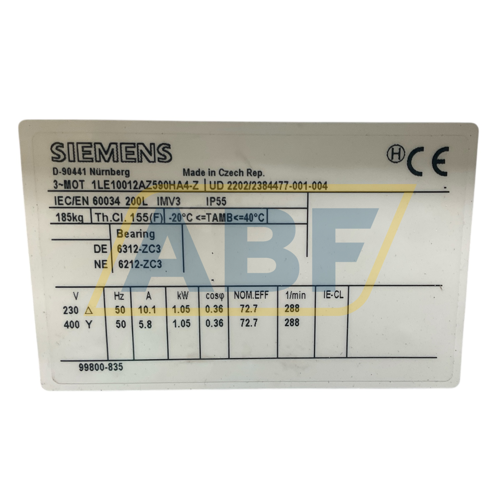 SIEMENS
D-90441 Nürnberg Made in Czech Rep.
3~MOT 1LE10012AZ590HA4-Z UD 2202/2384477-001-004
IEC/EN 60034 200L IMV3 IP55
185kg Th.Cl. 155(F) -20°C <=TAMB<=40°C
Bearing
DE 6312-ZC3
NE 6212-ZC3
V Hz A kW cosφ NOM.EFF 1/min IE-CL
230 △ 50 10.1 1.05 0.36 72.7 288
400 Y 50 5.8 1.05 0.36 72.7 288
99800-835
H CE
ABF